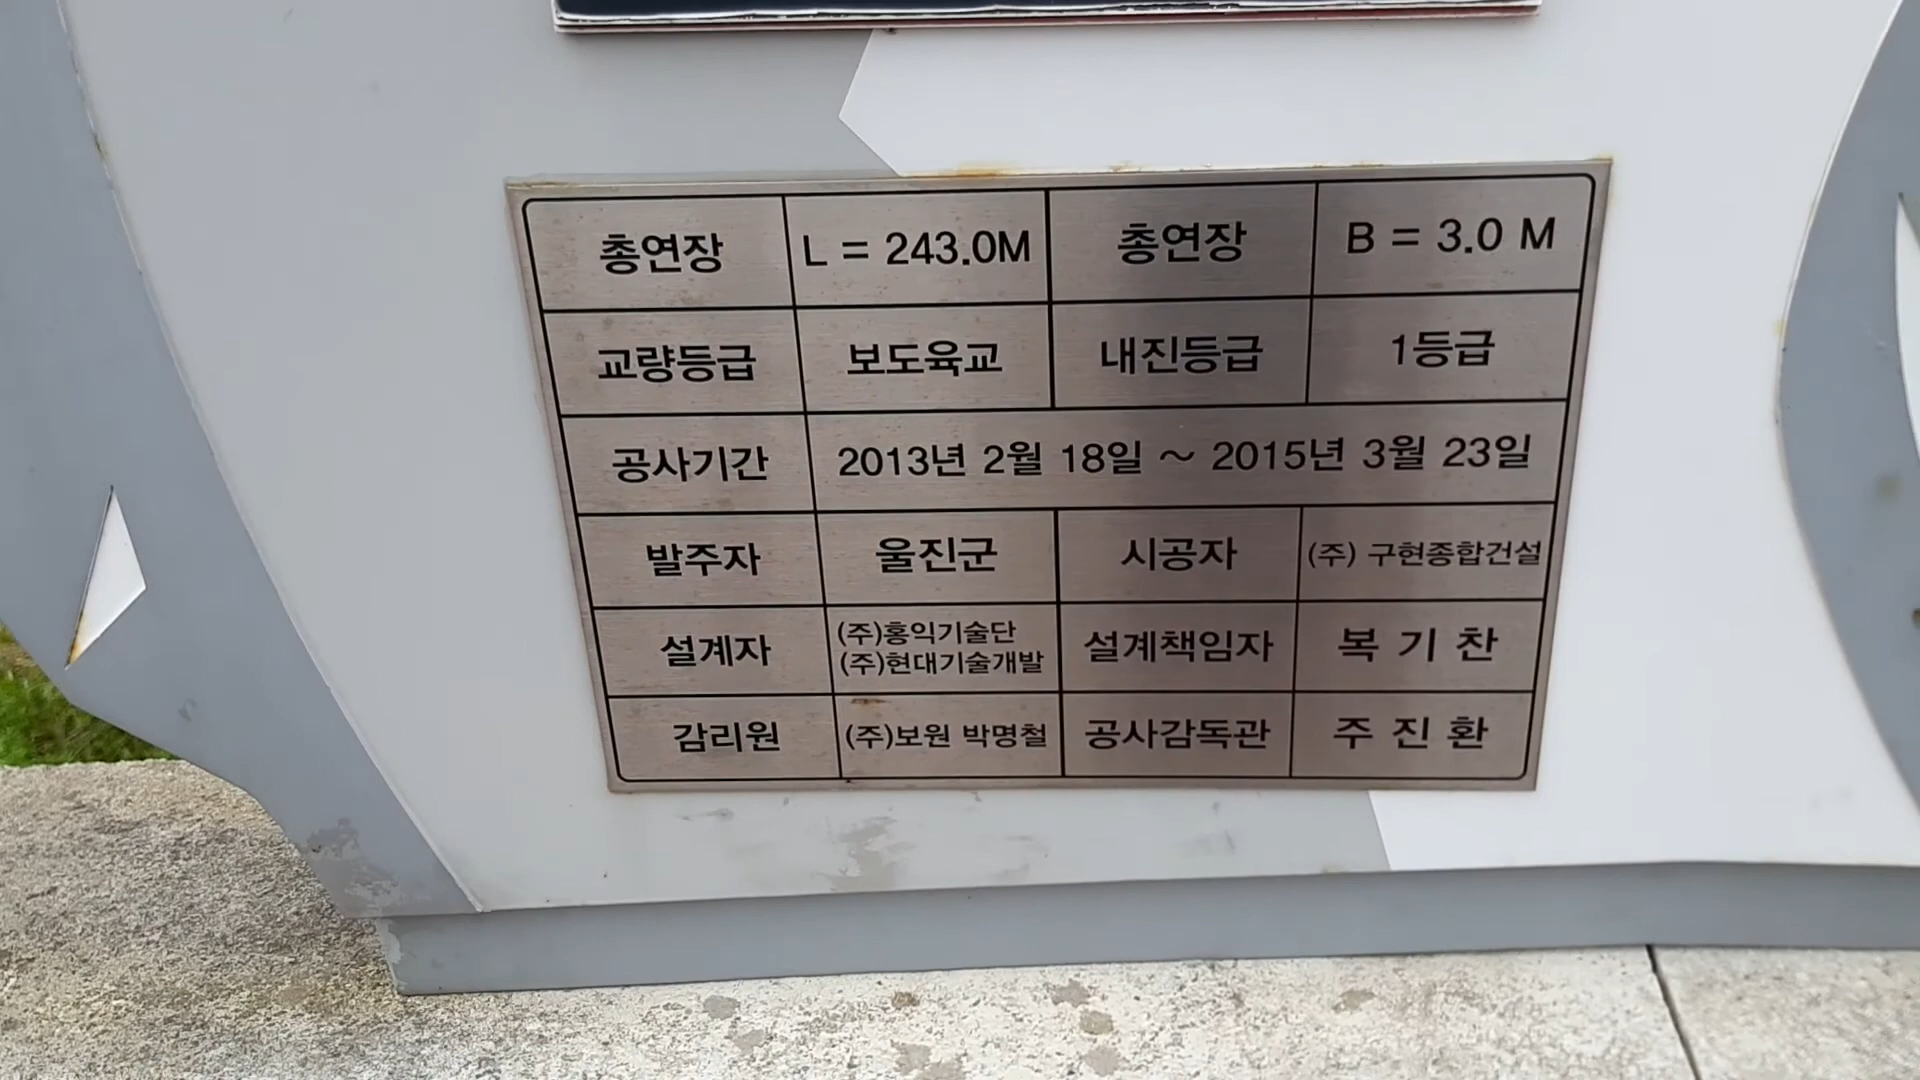 총연장 L = 243.0M 총연장 B = 3.0 M
교량등급 보도육교 내진등급 1등급
공사기간 2013년 2월 18일 ~ 2015년 3월 23일
발주자 울진군 시공자 (주) 구현종합건설
설계자 (주)홍익기술단 (주)현대기술개발 설계책임자 복 기 찬
감리원 (주)보원 박명철 공사감독관 주 진 환